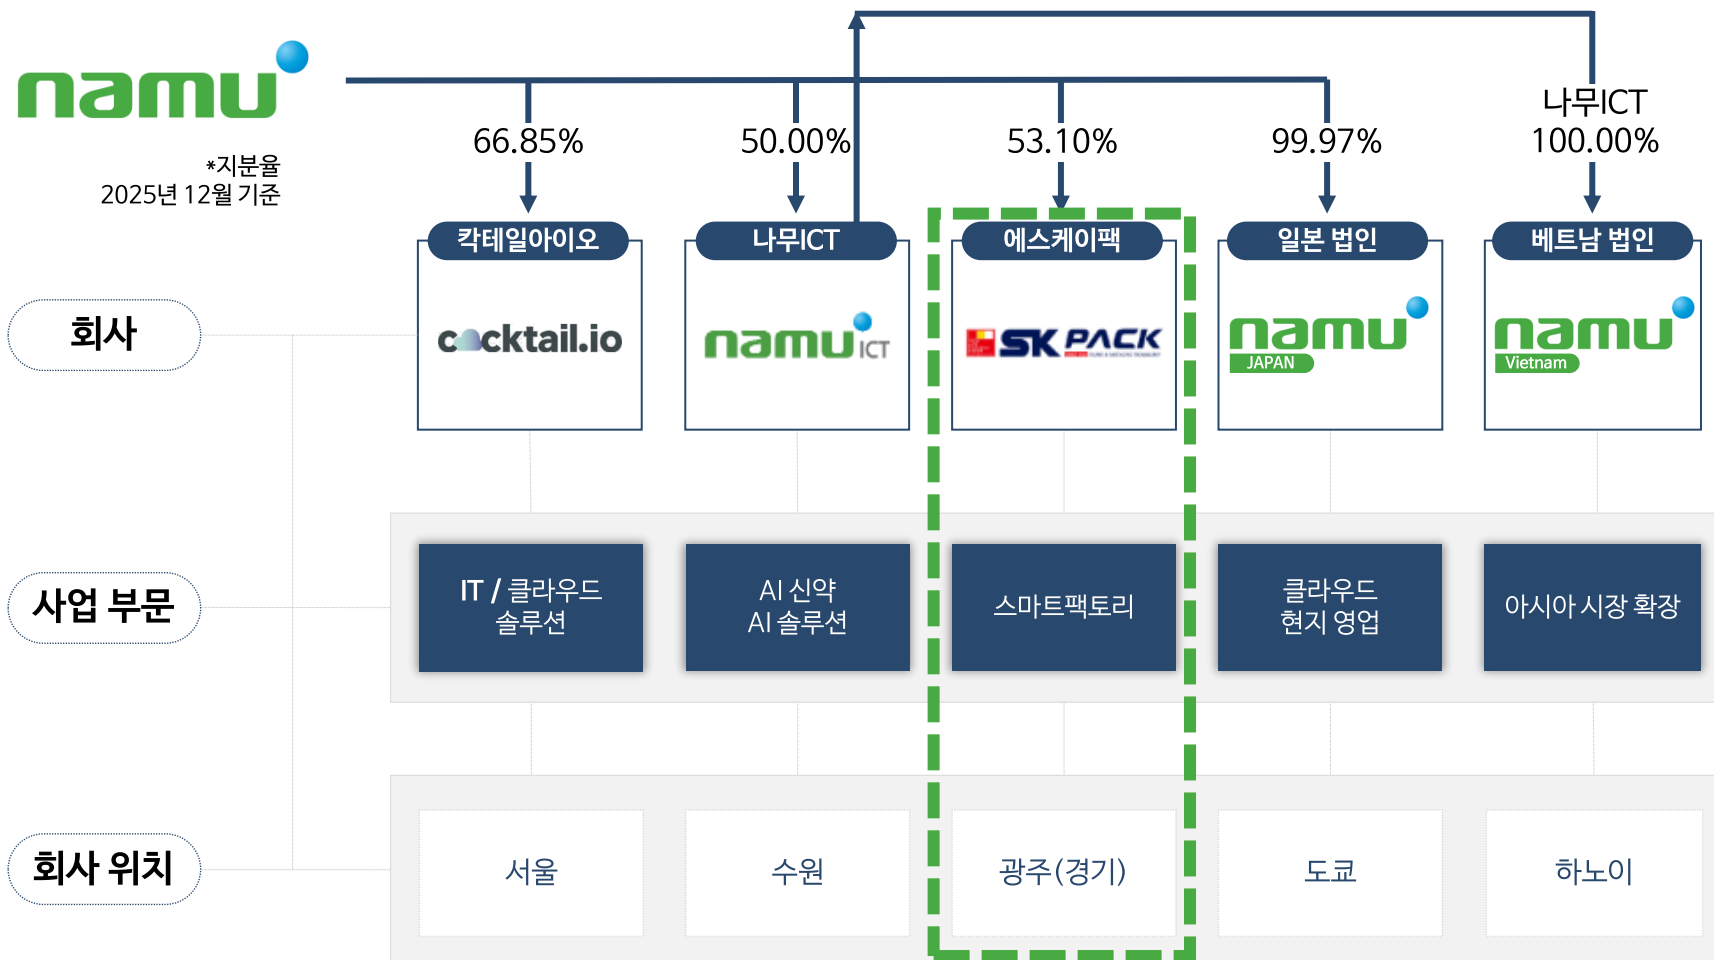 namu
*지분율
2025년 12월 기준
66.85%
50.00%
53.10%
99.97%
나무ICT
100.00%
칵테일아이오
나무ICT
에스케이팩
일본 법인
베트남 법인
회사
cocktail.io
namu ICT
SK PACK
namu
JAPAN
namu
Vietnam
사업 부문
IT / 클라우드
솔루션
AI 신약
AI 솔루션
스마트팩토리
클라우드
현지 영업
아시아 시장 확장
회사 위치
서울
수원
광주(경기)
도쿄
하노이